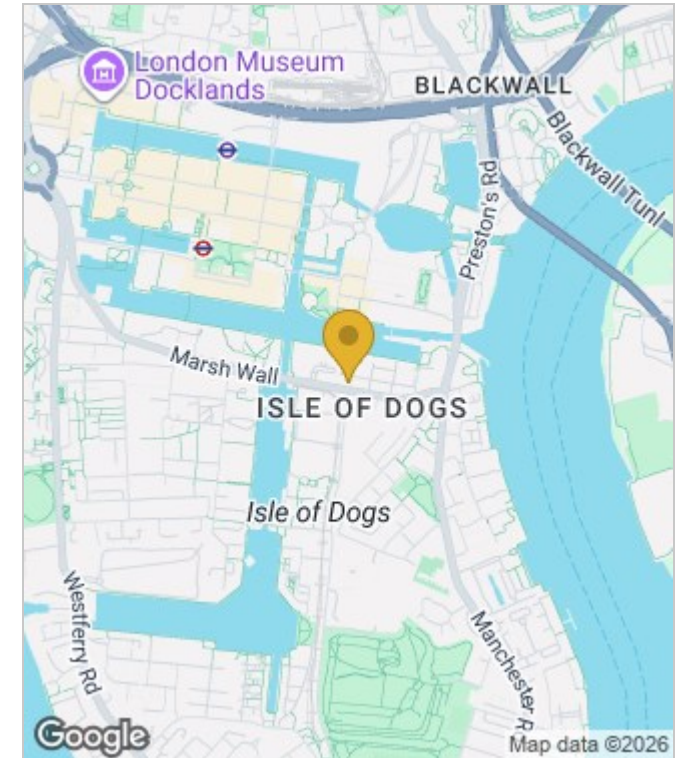 London Museum
Docklands
BLACKWALL
Blackwall Tunl
Preston's Rd
Marsh Wall
ISLE OF DOGS
Isle of Dogs
Westferry Rd
Manchester R
Google
Map data ©2026